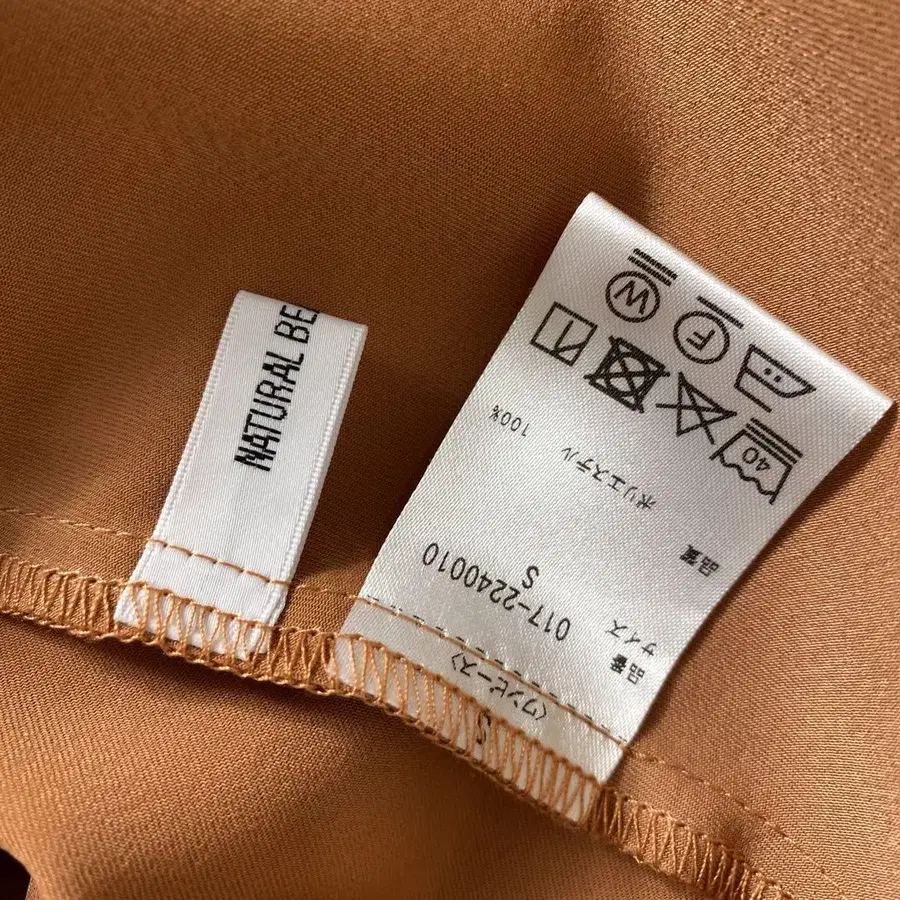 NATURAL BE
〈ワンピース〉
品番 017-2240010
サイズ S
品質
ポリエステル 100%
40
F
W